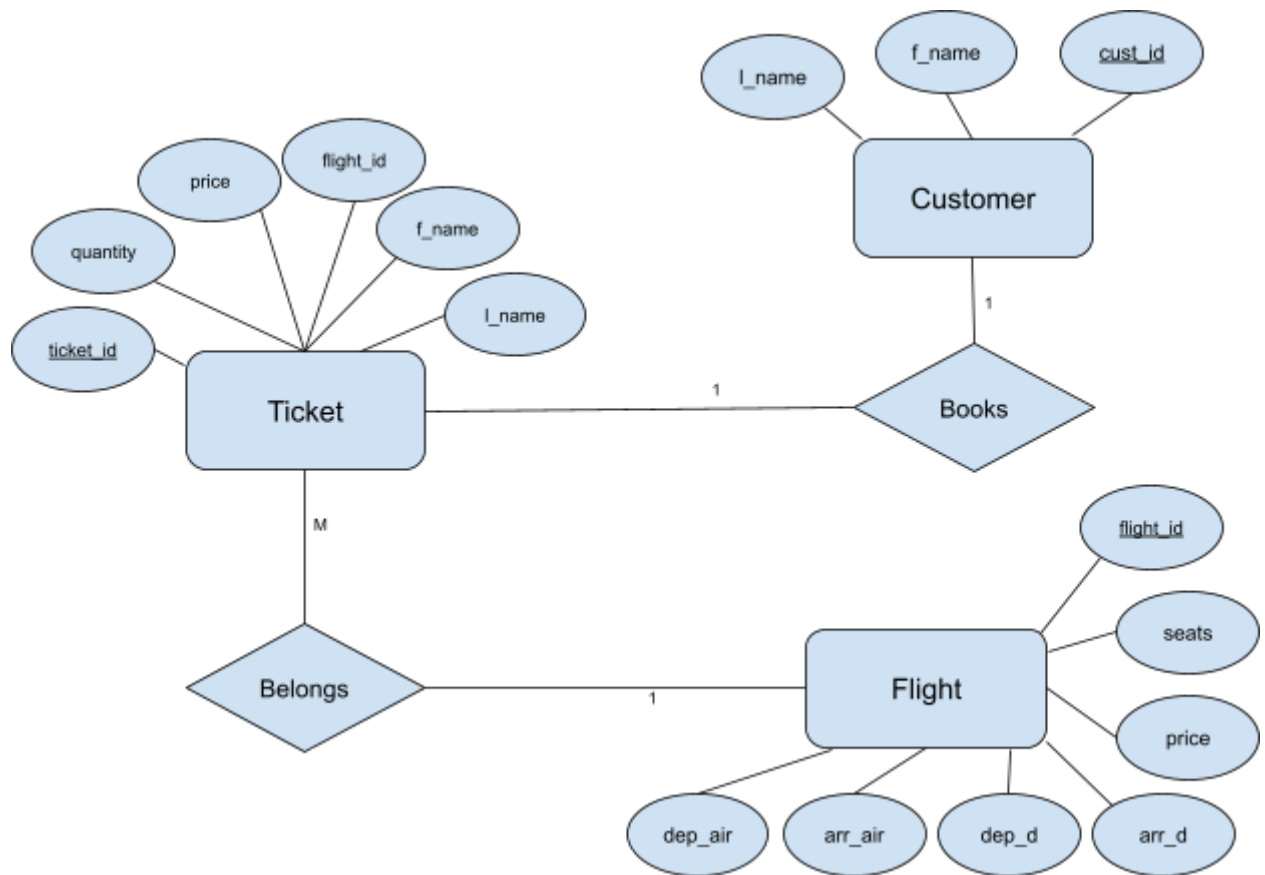 l_name
f_name
cust_id
Customer
flight_id
price
f_name
quantity
l_name
ticket_id
Ticket
1
1
Books
M
flight_id
seats
Belongs
1
Flight
price
dep_air
arr_air
dep_d
arr_d